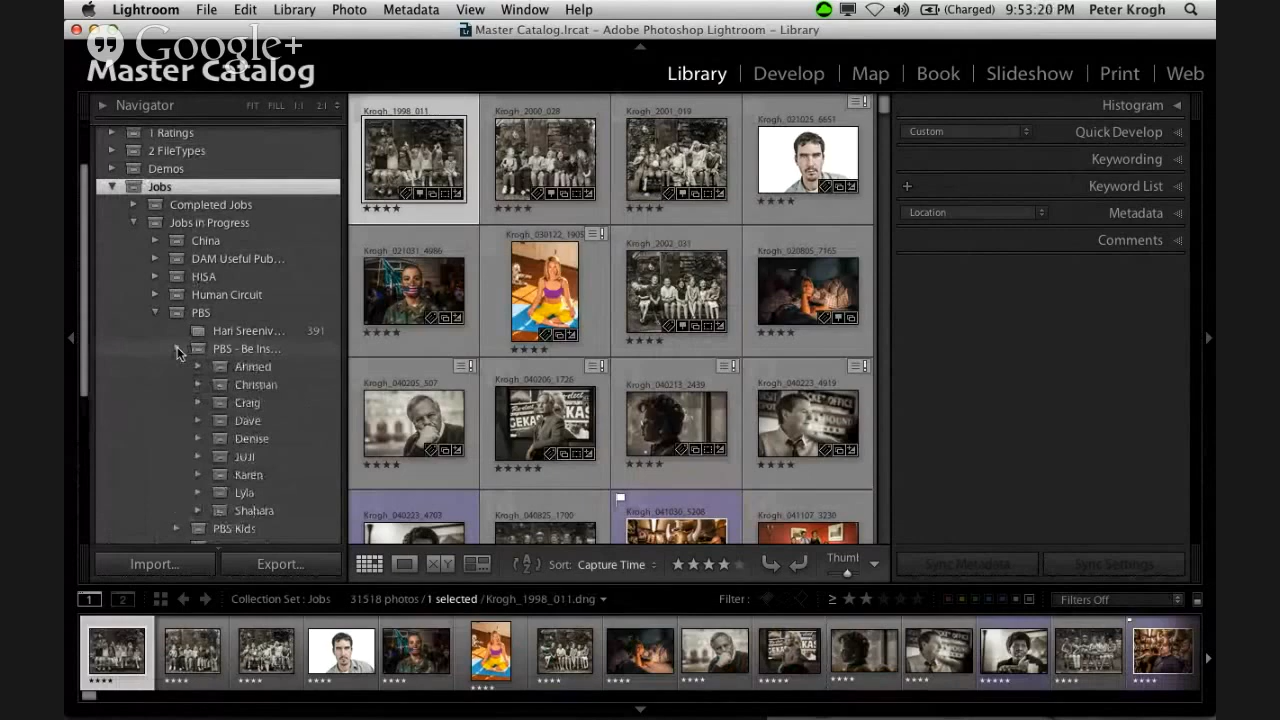 Lightroom File Edit Library Photo Metadata View Window Help (Charged) 9:53:20 PM Peter Krogh
Master Catalog.lrcat – Adobe Photoshop Lightroom – Library
Google+
Master Catalog
Library | Develop | Map | Book | Slideshow | Print | Web
Navigator FIT FILL 1:1 2:1
1 Ratings
2 FileTypes
Demos
Jobs
Completed Jobs
Jobs in Progress
China
DAM Useful Pub...
HISA
Human Circuit
PBS
Hari Sreeniv... 391
PBS - Be Ins...
Ahmed
Christian
Craig
Dave
Denise
JUJI
Karen
Lyla
Shahara
PBS Kids
Import... Export...
Krogh_1998_011 Krogh_2000_028 Krogh_2001_019 Krogh_021025_6651
Krogh_021031_4986 Krogh_030122_1905 Krogh_2002_031 Krogh_020805_7165
Krogh_040205_507 Krogh_040206_1726 Krogh_040213_2439 Krogh_040223_4919
Krogh_040223_4703 Krogh_040825_1700 Krogh_041030_5208 Krogh_041107_3230
Histogram
Custom Quick Develop
Keywording
+ Keyword List
Location Metadata
Comments
Sort: Capture Time Thuml
Sync Metadata Sync Settings
1 2 Collection Set : Jobs 31518 photos / 1 selected / Krogh_1998_011.dng Filter : ≥ Filters Off